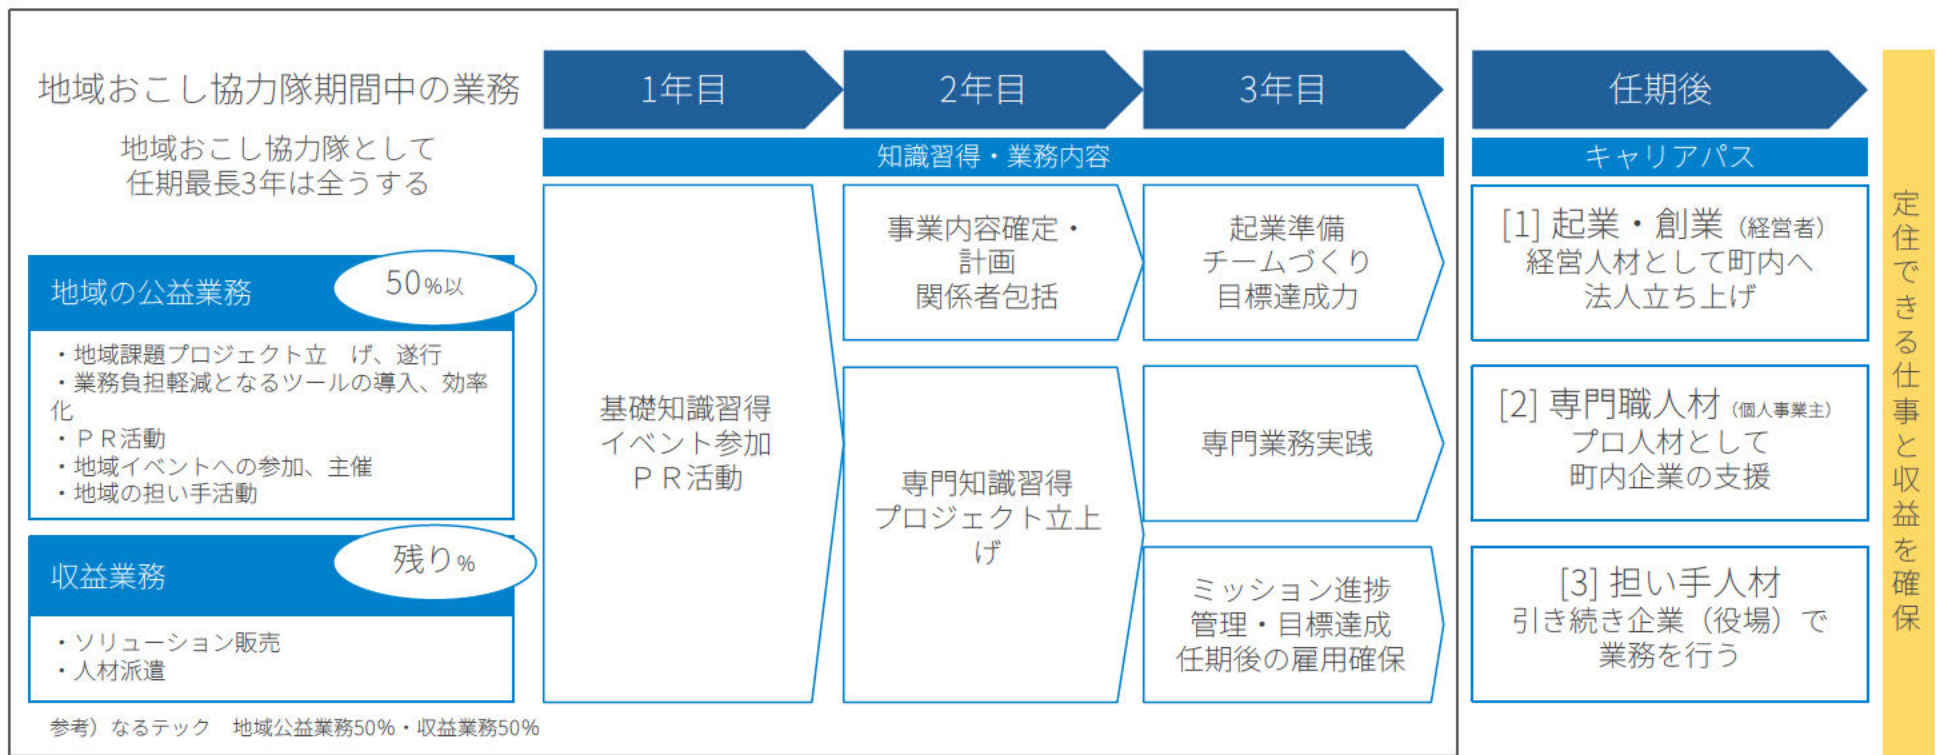 地域おこし協力隊期間中の業務
地域おこし協力隊として
任期最長3年は全うする
地域の公益業務
50%以
・地域課題プロジェクト立　げ、遂行
・業務負担軽減となるツールの導入、効率
化
・ＰＲ活動
・地域イベントへの参加、主催
・地域の担い手活動
収益業務
残り%
・ソリューション販売
・人材派遣
参考）なるテック　地域公益業務50%・収益業務50%
1年目
2年目
3年目
知識習得・業務内容
基礎知識習得
イベント参加
ＰＲ活動
事業内容確定・
計画
関係者包括
専門知識習得
プロジェクト立上
げ
起業準備
チームづくり
目標達成力
専門業務実践
ミッション進捗
管理・目標達成
任期後の雇用確保
任期後
キャリアパス
[1] 起業・創業（経営者）
経営人材として町内へ
法人立ち上げ
[2] 専門職人材（個人事業主）
プロ人材として
町内企業の支援
[3] 担い手人材
引き続き企業（役場）で
業務を行う
定住できる仕事と収益を確保